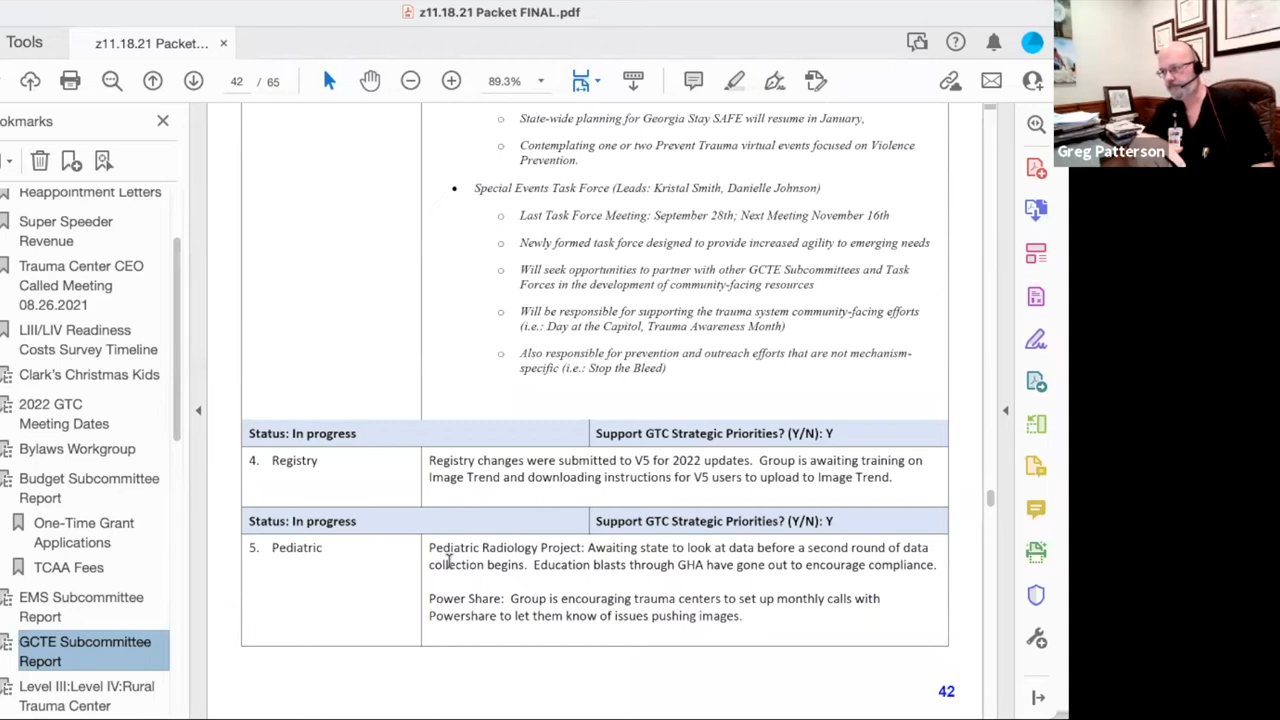 z11.18.21 Packet FINAL.pdf
Tools
z11.18.21 Packet... ×
42 / 65
89.3%
Greg Patterson
okmarks
Reappointment Letters
Super Speeder
Revenue
Trauma Center CEO
Called Meeting
08.26.2021
LIII/LIV Readiness
Costs Survey Timeline
Clark's Christmas Kids
2022 GTC
Meeting Dates
Bylaws Workgroup
Budget Subcommittee
Report
One-Time Grant
Applications
TCAA Fees
EMS Subcommittee
Report
GCTE Subcommittee
Report
Level III:Level IV:Rural
Trauma Center
o State-wide planning for Georgia Stay SAFE will resume in January,
o Contemplating one or two Prevent Trauma virtual events focused on Violence
Prevention.
• Special Events Task Force (Leads: Kristal Smith, Danielle Johnson)
o Last Task Force Meeting: September 28th; Next Meeting November 16th
o Newly formed task force designed to provide increased agility to emerging needs
o Will seek opportunities to partner with other GCTE Subcommittees and Task
Forces in the development of community-facing resources
o Will be responsible for supporting the trauma system community-facing efforts
(i.e.: Day at the Capitol, Trauma Awareness Month)
o Also responsible for prevention and outreach efforts that are not mechanism-
specific (i.e.: Stop the Bleed)
Status: In progress Support GTC Strategic Priorities? (Y/N): Y
4. Registry Registry changes were submitted to V5 for 2022 updates. Group is awaiting training on
Image Trend and downloading instructions for V5 users to upload to Image Trend.
Status: In progress Support GTC Strategic Priorities? (Y/N): Y
5. Pediatric Pediatric Radiology Project: Awaiting state to look at data before a second round of data
collection begins. Education blasts through GHA have gone out to encourage compliance.
Power Share: Group is encouraging trauma centers to set up monthly calls with
Powershare to let them know of issues pushing images.
42